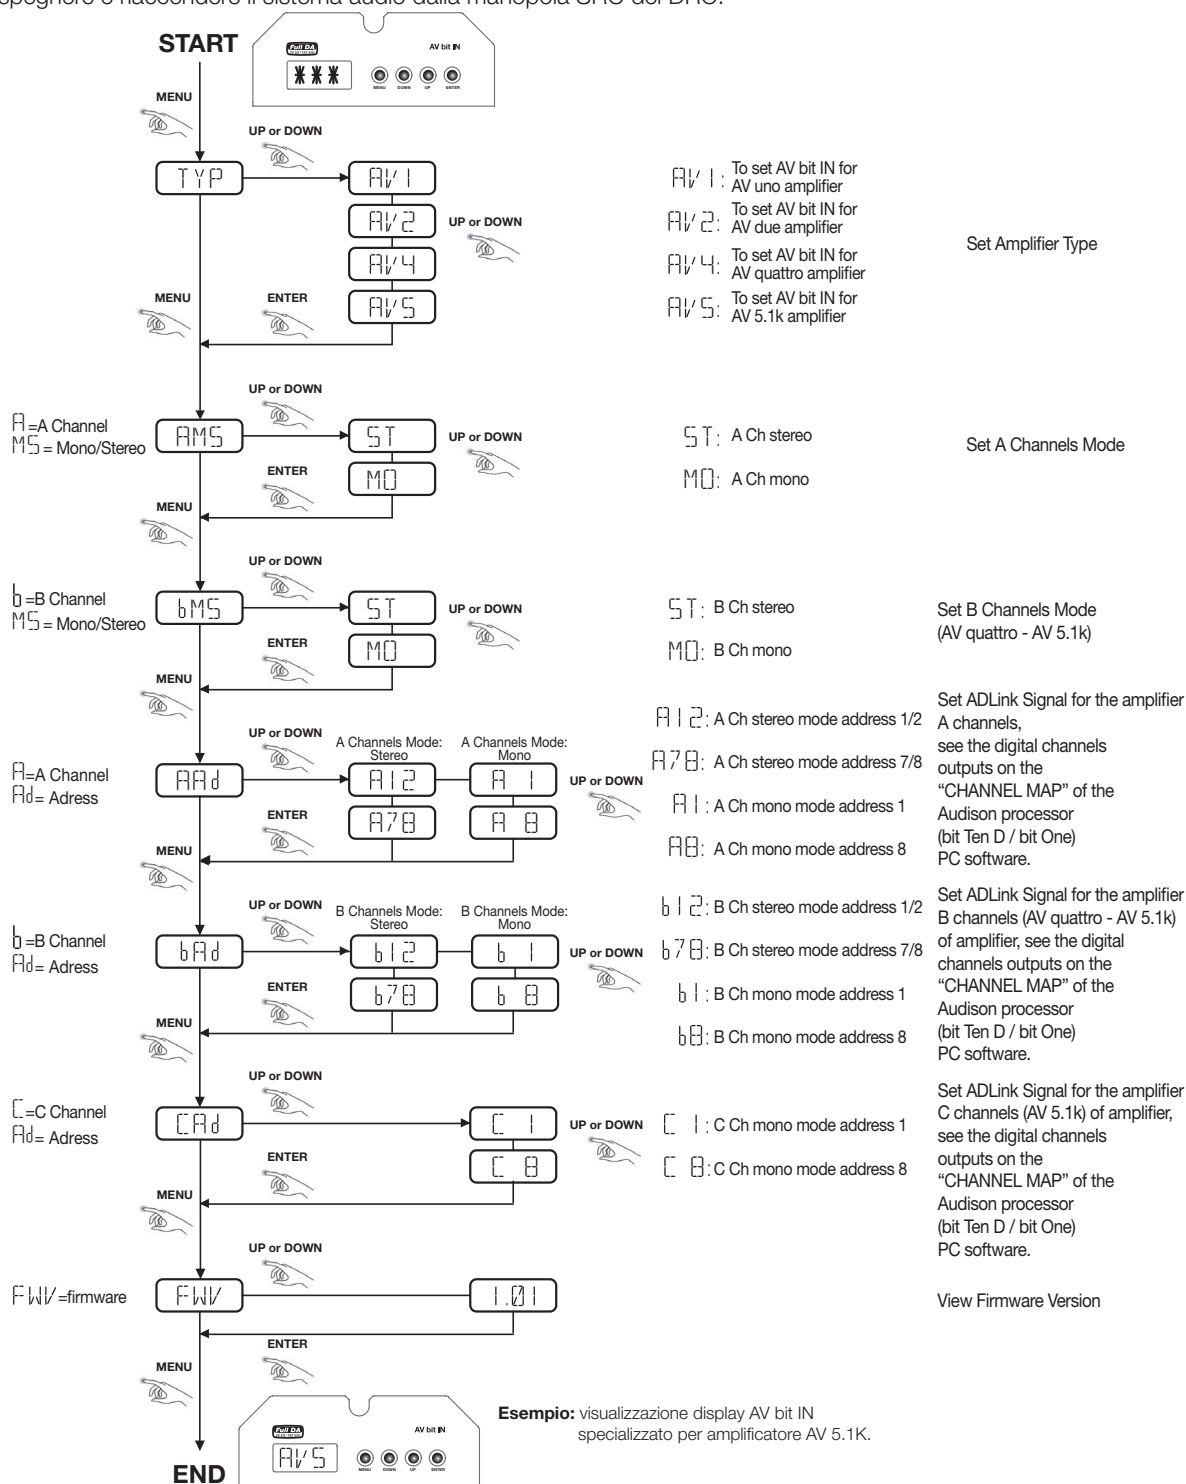 spegnere e riaccendere il sistema audio dalla manopola SRC del DRC.
START
Full DA
AV bit IN
***
MENU DOWN UP ENTER
MENU
UP or DOWN
TYP
AV1
AV2
AV4
AV5
UP or DOWN
MENU
ENTER
AV1: To set AV bit IN for
AV uno amplifier
AV2: To set AV bit IN for
AV due amplifier
AV4: To set AV bit IN for
AV quattro amplifier
AV5: To set AV bit IN for
AV 5.1k amplifier
Set Amplifier Type
UP or DOWN
A =A Channel
MS = Mono/Stereo
AMS
ST
MO
UP or DOWN
ENTER
MENU
ST: A Ch stereo
MO: A Ch mono
Set A Channels Mode
UP or DOWN
b =B Channel
MS = Mono/Stereo
bMS
ST
MO
UP or DOWN
ENTER
MENU
ST: B Ch stereo
MO: B Ch mono
Set B Channels Mode
(AV quattro - AV 5.1k)
UP or DOWN
A Channels Mode:
Stereo
A Channels Mode:
Mono
A=A Channel
Ad= Adress
AAd
A12
A 1
A78
A 8
UP or DOWN
ENTER
MENU
A12: A Ch stereo mode address 1/2
A78: A Ch stereo mode address 7/8
A1: A Ch mono mode address 1
A8: A Ch mono mode address 8
Set ADLink Signal for the amplifier
A channels,
see the digital channels
outputs on the
“CHANNEL MAP” of the
Audison processor
(bit Ten D / bit One)
PC software.
UP or DOWN
B Channels Mode:
Stereo
B Channels Mode:
Mono
b =B Channel
Ad= Adress
bAd
b12
b 1
b78
b 8
UP or DOWN
ENTER
MENU
b12: B Ch stereo mode address 1/2
b78: B Ch stereo mode address 7/8
b1: B Ch mono mode address 1
b8: B Ch mono mode address 8
Set ADLink Signal for the amplifier
B channels (AV quattro - AV 5.1k)
of amplifier, see the digital
channels outputs on the
“CHANNEL MAP” of the
Audison processor
(bit Ten D / bit One)
PC software.
UP or DOWN
C=C Channel
Ad= Adress
CAd
C 1
C 8
UP or DOWN
ENTER
MENU
C 1: C Ch mono mode address 1
C 8: C Ch mono mode address 8
Set ADLink Signal for the amplifier
C channels (AV 5.1k) of amplifier,
see the digital channels
outputs on the
“CHANNEL MAP” of the
Audison processor
(bit Ten D / bit One)
PC software.
UP or DOWN
FWV=firmware
FWV
1.01
View Firmware Version
ENTER
MENU
Esempio: visualizzazione display AV bit IN
specializzato per amplificatore AV 5.1K.
Full DA
AV bit IN
AV5
MENU DOWN UP ENTER
END